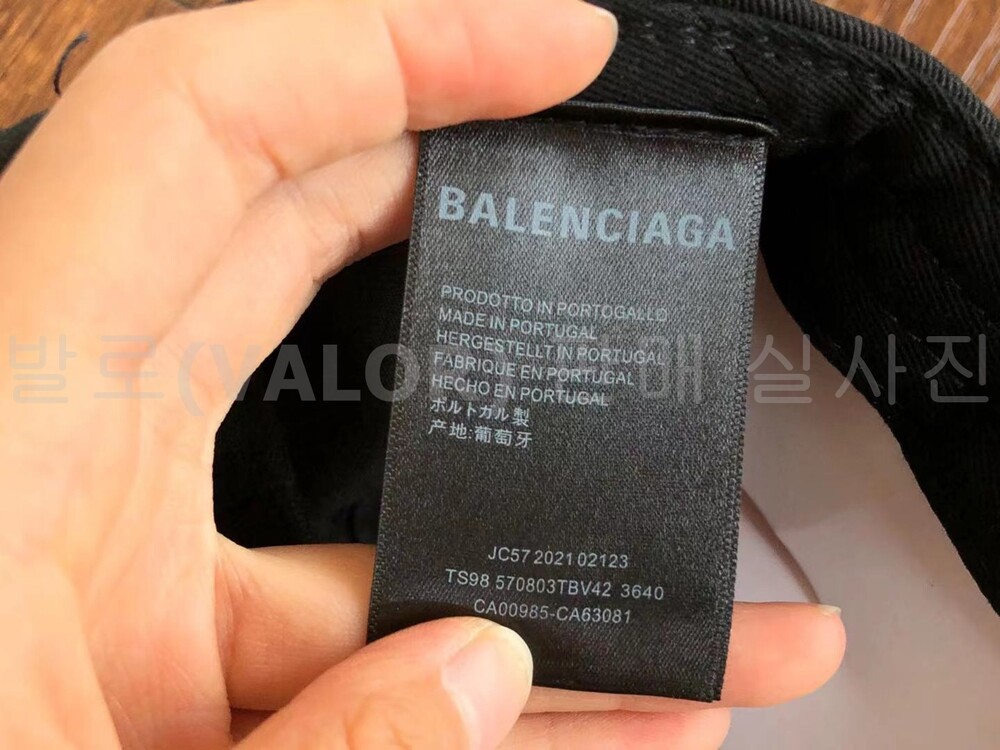 BALENCIAGA
PRODOTTO IN PORTOGALLO
MADE IN PORTUGAL
HERGESTELLT IN PORTUGAL
FABRIQUE EN PORTUGAL
HECHO EN PORTUGAL
ポルトガル製
产地:葡萄牙
발로(VALO 매 실사진
JC57 202102123
TS98 570803TBV42 3640
CA00985-CA63081